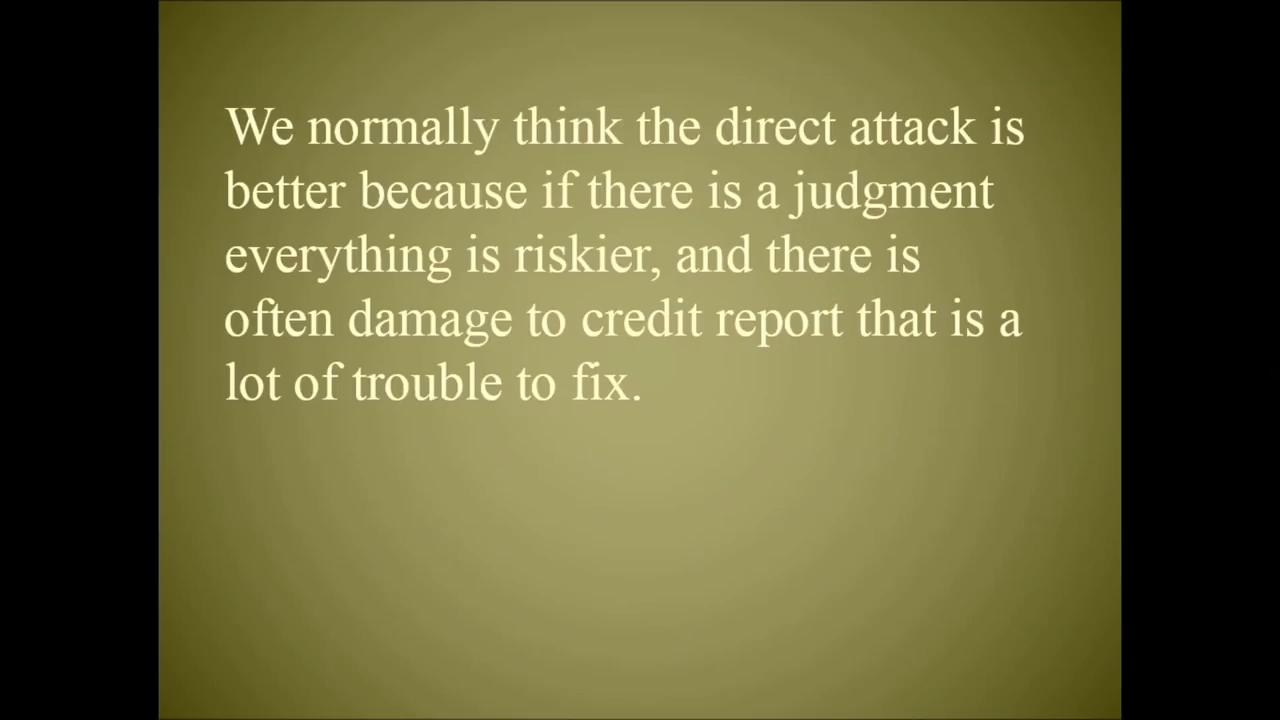 We normally think the direct attack is
better because if there is a judgment
everything is riskier, and there is
often damage to credit report that is a
lot of trouble to fix.